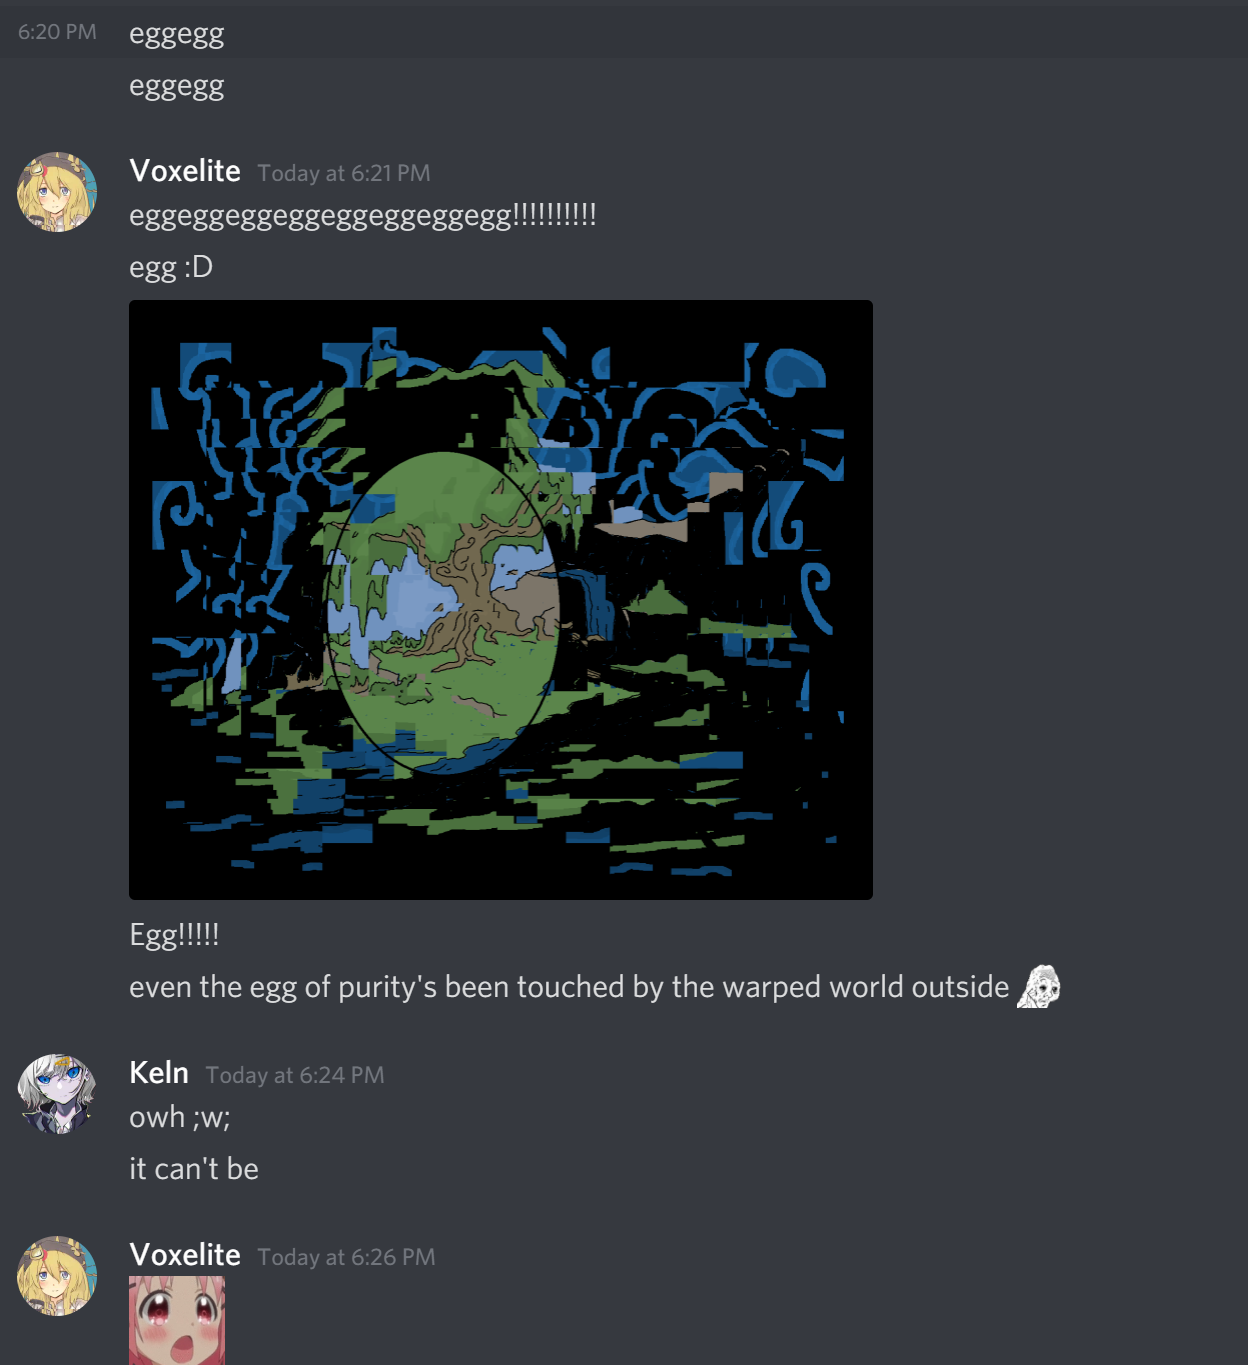 6:20 PM eggegg
eggegg
Voxelite Today at 6:21 PM
eggeggeggeggeggeggeggegg!!!!!!!!!!
egg :D
Egg!!!!!
even the egg of purity's been touched by the warped world outside
Keln Today at 6:24 PM
owh ;w;
it can't be
Voxelite Today at 6:26 PM